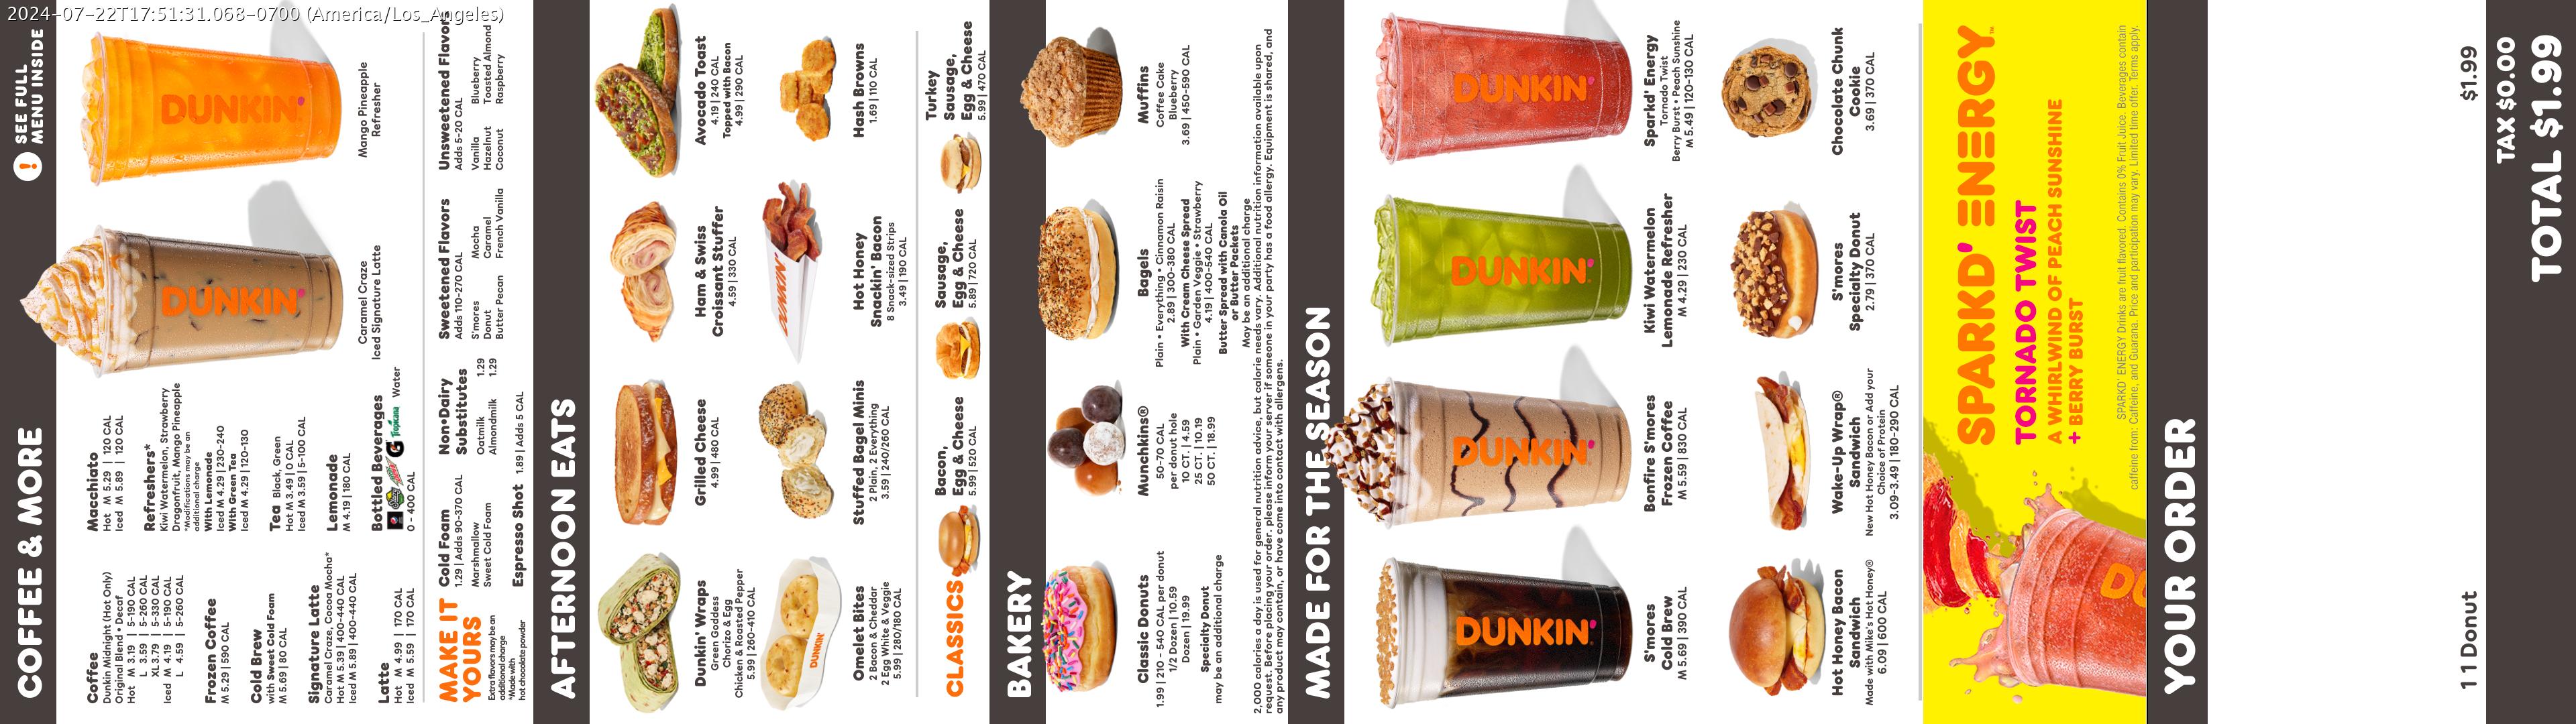 2024-07-22T17:51:31.068-0700 (America/Los_Angeles)
COFFEE & MORE
! SEE FULL
MENU INSIDE
Coffee
Dunkin Midnight (Hot Only)
Original Blend • Decaf
Hot M 3.19 | 5-190 CAL
L 3.59 | 5-260 CAL
XL 3.79 | 5-330 CAL
Iced M 4.19 | 5-190 CAL
L 4.59 | 5-260 CAL
Frozen Coffee
M 5.29 | 590 CAL
Cold Brew
with Sweet Cold Foam
M 5.69 | 80 CAL
Signature Latte
Caramel Craze, Cocoa Mocha*
Hot M 5.39 | 400-440 CAL
Iced M 5.89 | 400-440 CAL
Latte
Hot M 4.99 | 170 CAL
Iced M 5.59 | 170 CAL
Macchiato
Hot M 5.29 | 120 CAL
Iced M 5.89 | 120 CAL
Refreshers*
Kiwi Watermelon, Strawberry
Dragonfruit, Mango Pineapple
*Modifications may be an
additional charge
With Lemonade
Iced M 4.29 | 230-240
With Green Tea
Iced M 4.29 | 120-130
Tea Black, Green
Hot M 3.49 | 0 CAL
Iced M 3.59 | 5-100 CAL
Lemonade
M 4.19 | 180 CAL
Bottled Beverages
Tropicana Water
0 - 400 CAL
DUNKIN'
Caramel Craze
Iced Signature Latte
DUNKIN'
Mango Pineapple
Refresher
MAKE IT
YOURS
Extra flavors may be an
additional charge
*Made with
hot chocolate powder
Cold Foam
1.29 | Adds 90-370 CAL
Marshmallow
Sweet Cold Foam
Espresso Shot 1.89 | Adds 5 CAL
Non•Dairy
Substitutes
Oatmilk 1.29
Almondmilk 1.29
Sweetened Flavors
Adds 110-270 CAL
S'mores Mocha
Donut Caramel
Butter Pecan French Vanilla
Unsweetened Flavors
Adds 5-20 CAL
Vanilla Blueberry
Hazelnut Toasted Almond
Coconut Raspberry
AFTERNOON EATS
Dunkin' Wraps
Green Goddess
Chorizo & Egg
Chicken & Roasted Pepper
5.99 | 260-410 CAL
Grilled Cheese
4.99 | 480 CAL
Ham & Swiss
Croissant Stuffer
4.59 | 330 CAL
Avocado Toast
4.19 | 240 CAL
Topped with Bacon
4.99 | 290 CAL
DUNKIN'
Omelet Bites
2 Bacon & Cheddar
2 Egg White & Veggie
5.99 | 280/180 CAL
Stuffed Bagel Minis
2 Plain, 2 Everything
3.59 | 240/260 CAL
DUNKIN'
Hot Honey
Snackin' Bacon
8 Snack-sized Strips
3.49 | 190 CAL
Hash Browns
1.69 | 110 CAL
CLASSICS
Bacon,
Egg & Cheese
5.99 | 520 CAL
Sausage,
Egg & Cheese
5.89 | 720 CAL
Turkey
Sausage,
Egg & Cheese
5.99 | 470 CAL
BAKERY
Classic Donuts
1.99 | 210 - 540 CAL per donut
1/2 Dozen | 10.59
Dozen | 19.99
Specialty Donut
may be an additional charge
Munchkins®
50-70 CAL
per donut hole
10 CT. | 4.59
25 CT. | 10.19
50 CT. | 18.99
Bagels
Plain • Everything • Cinnamon Raisin
2.89 | 300-380 CAL
With Cream Cheese Spread
Plain • Garden Veggie • Strawberry
4.19 | 400-540 CAL
Butter Spread with Canola Oil
or Butter Packets
May be an additional charge
Muffins
Coffee Cake
Blueberry
3.69 | 450-590 CAL
2,000 calories a day is used for general nutrition advice, but calorie needs vary. Additional nutrition information available upon
request. Before placing your order, please inform your server if someone in your party has a food allergy. Equipment is shared, and
any product may contain, or have come into contact with allergens.
MADE FOR THE SEASON
DUNKIN'
S'mores
Cold Brew
M 5.69 | 390 CAL
DUNKIN'
Bonfire S'mores
Frozen Coffee
M 5.59 | 830 CAL
DUNKIN'
Kiwi Watermelon
Lemonade Refresher
M 4.29 | 230 CAL
DUNKIN'
Sparkd' Energy
Tornado Twist
Berry Burst • Peach Sunshine
M 5.49 | 120-130 CAL
Hot Honey Bacon
Sandwich
Made with Mike's Hot Honey®
6.09 | 600 CAL
Wake-Up Wrap®
Sandwich
New Hot Honey Bacon or Add your
Choice of Protein
3.09-3.49 | 180-290 CAL
S'mores
Specialty Donut
2.79 | 370 CAL
Chocolate Chunk
Cookie
3.69 | 370 CAL
SPARKD' ENERGY™
TORNADO TWIST
A WHIRLWIND OF PEACH SUNSHINE
+ BERRY BURST
SPARKD' ENERGY Drinks are fruit flavored. Contains 0% Fruit Juice. Beverages contain
caffeine from: Caffeine, and Guarana. Price and participation may vary. Limited time offer. Terms apply.
YOUR ORDER
1 1 Donut $1.99
TAX $0.00
TOTAL $1.99